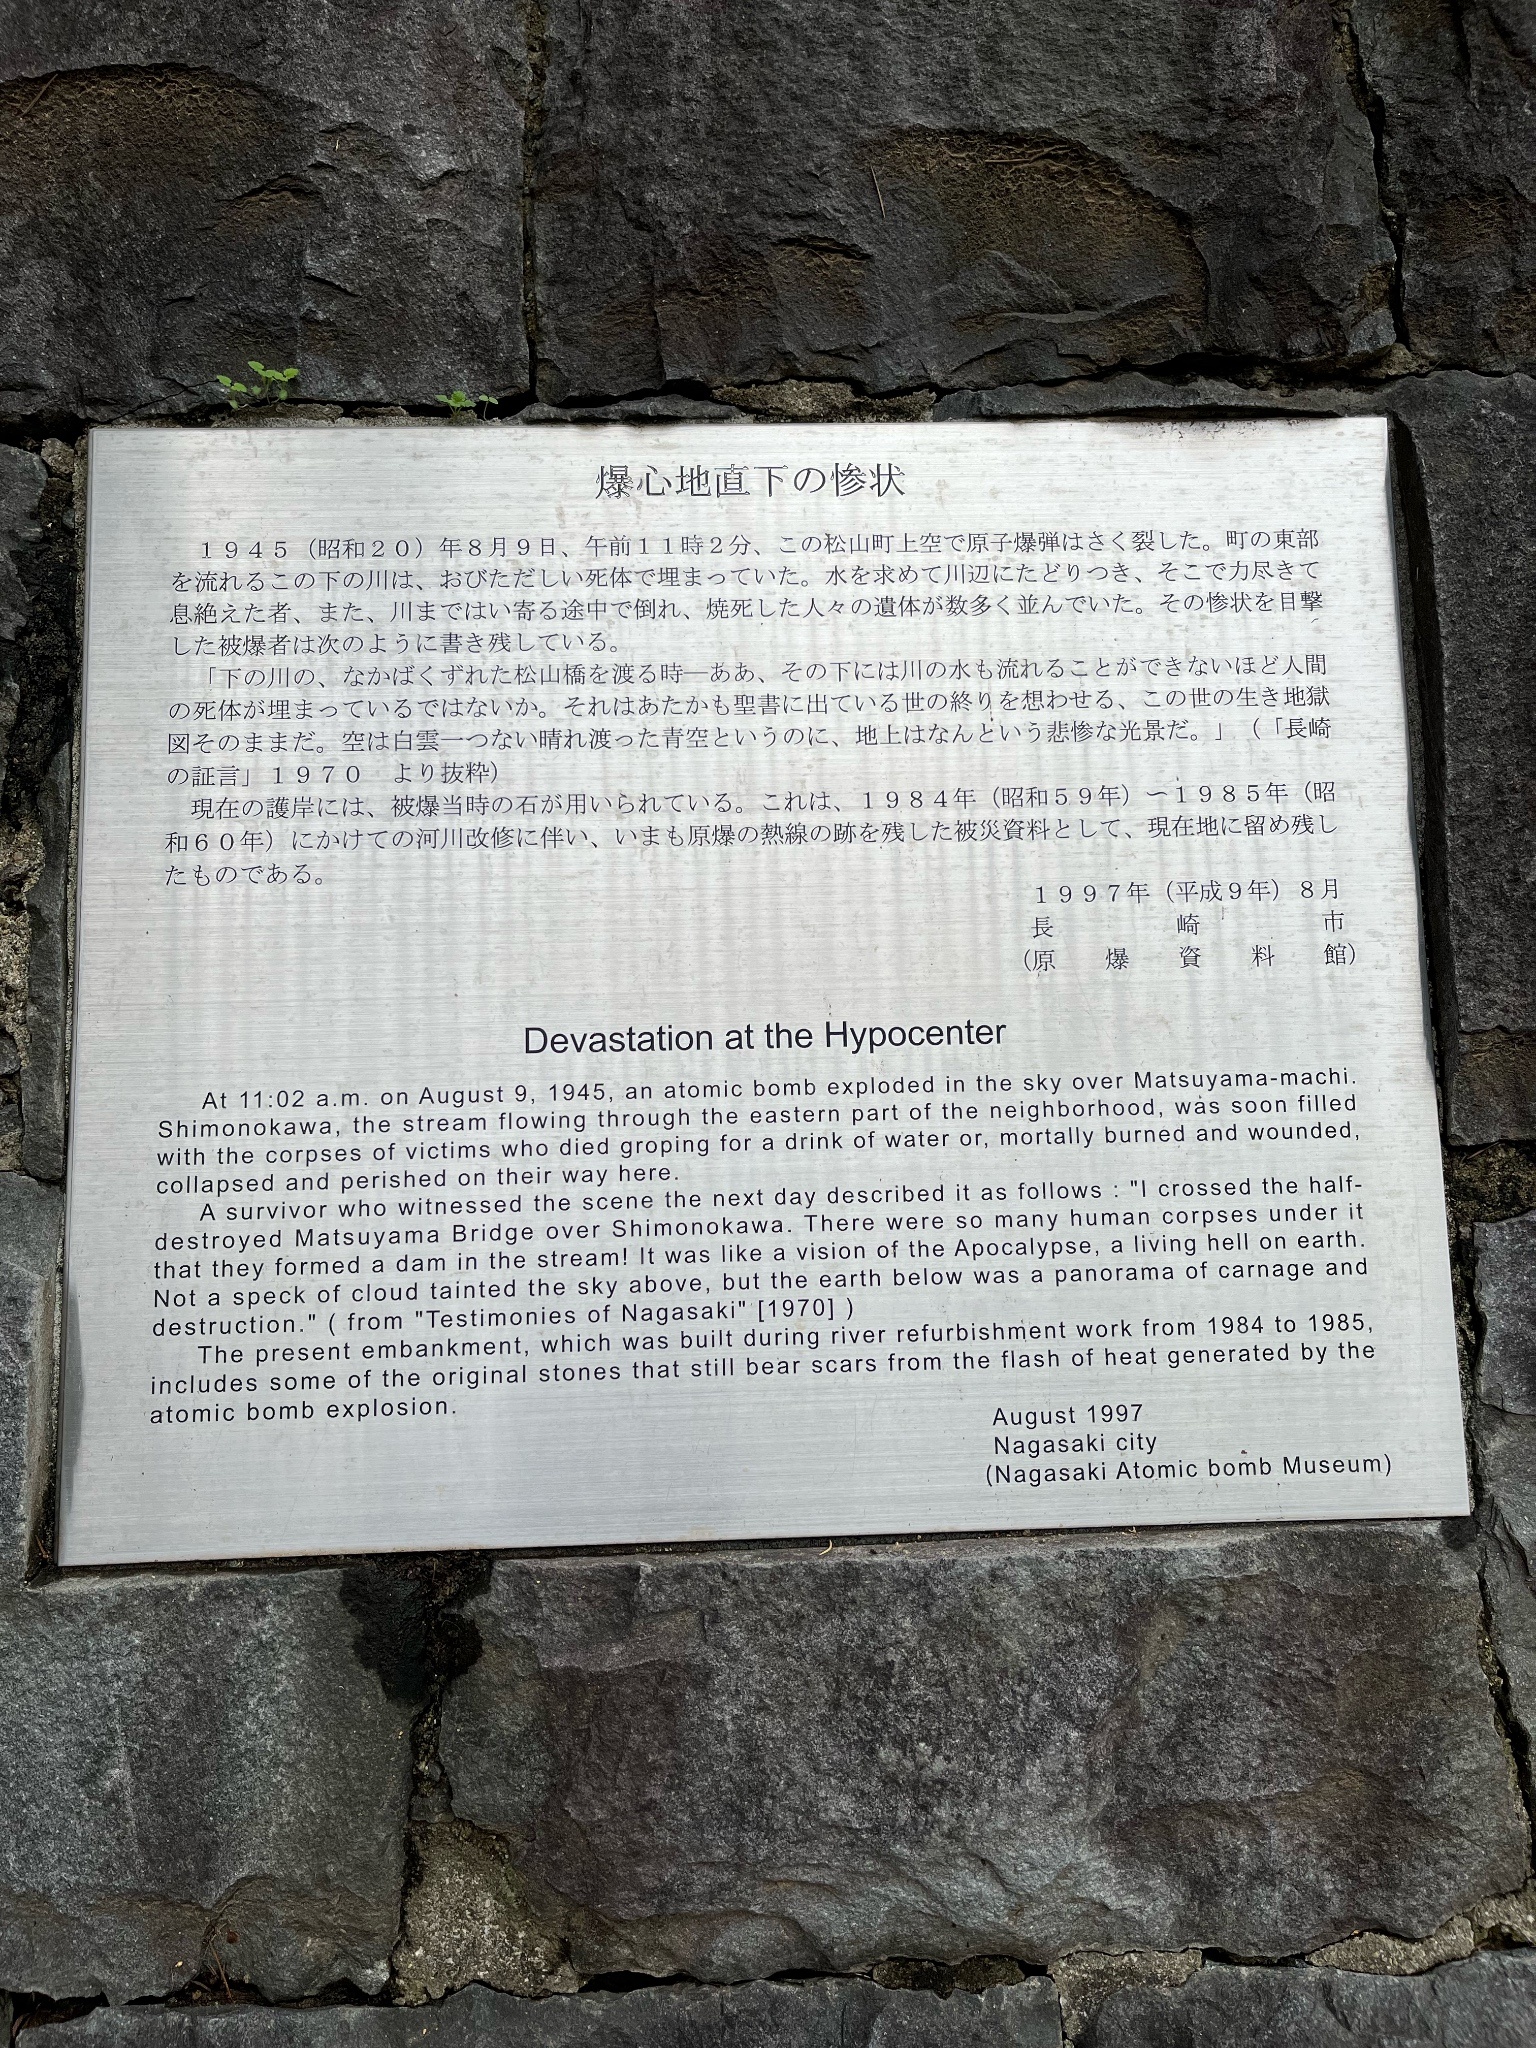 爆心地直下の惨状
１９４５（昭和２０）年８月９日、午前１１時２分、この松山町上空で原子爆弾はさく裂した。町の東部
を流れるこの下の川は、おびただしい死体で埋まっていた。水を求めて川辺にたどりつき、そこで力尽きて
息絶えた者、また、川まではい寄る途中で倒れ、焼死した人々の遺体が数多く並んでいた。その惨状を目撃
した被爆者は次のように書き残している。
「下の川の、なかばくずれた松山橋を渡る時―ああ、その下には川の水も流れることができないほど人間
の死体が埋まっているではないか。それはあたかも聖書に出ている世の終りを想わせる、この世の生き地獄
図そのままだ。空は白雲一つない晴れ渡った青空というのに、地上はなんという悲惨な光景だ。」（「長崎
の証言」１９７０　より抜粋）
現在の護岸には、被爆当時の石が用いられている。これは、１９８４年（昭和５９年）～１９８５年（昭
和６０年）にかけての河川改修に伴い、いまも原爆の熱線の跡を残した被災資料として、現在地に留め残し
たものである。
１９９７年（平成９年）８月
長崎市
（原爆資料館）
Devastation at the Hypocenter
At 11:02 a.m. on August 9, 1945, an atomic bomb exploded in the sky over Matsuyama-machi.
Shimonokawa, the stream flowing through the eastern part of the neighborhood, was soon filled
with the corpses of victims who died groping for a drink of water or, mortally burned and wounded,
collapsed and perished on their way here.
A survivor who witnessed the scene the next day described it as follows : "I crossed the half-
destroyed Matsuyama Bridge over Shimonokawa. There were so many human corpses under it
that they formed a dam in the stream! It was like a vision of the Apocalypse, a living hell on earth.
Not a speck of cloud tainted the sky above, but the earth below was a panorama of carnage and
destruction." ( from "Testimonies of Nagasaki" [1970] )
The present embankment, which was built during river refurbishment work from 1984 to 1985,
includes some of the original stones that still bear scars from the flash of heat generated by the
atomic bomb explosion.
August 1997
Nagasaki city
(Nagasaki Atomic bomb Museum)